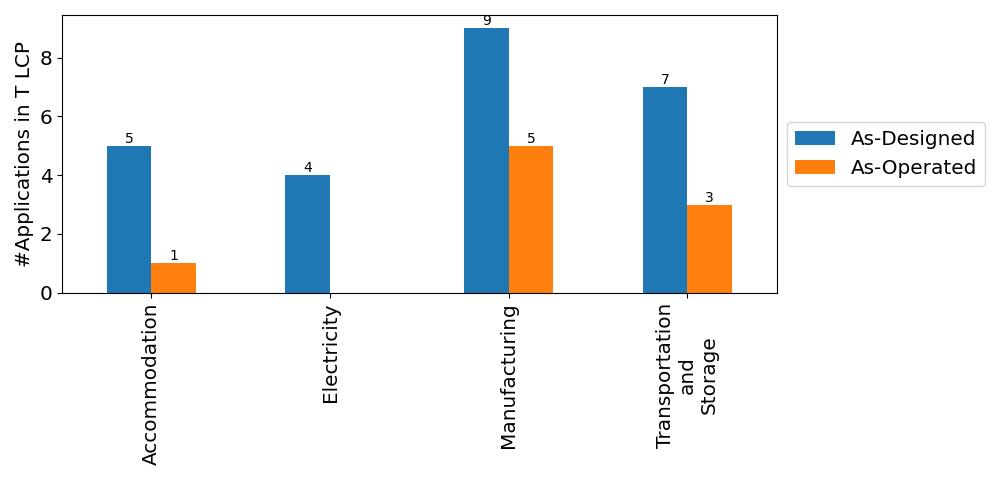 #Applications in T LCP
8
6
4
2
0
5
1
4
9
5
7
3
Accommodation
Electricity
Manufacturing
Transportation
and
Storage
As-Designed
As-Operated